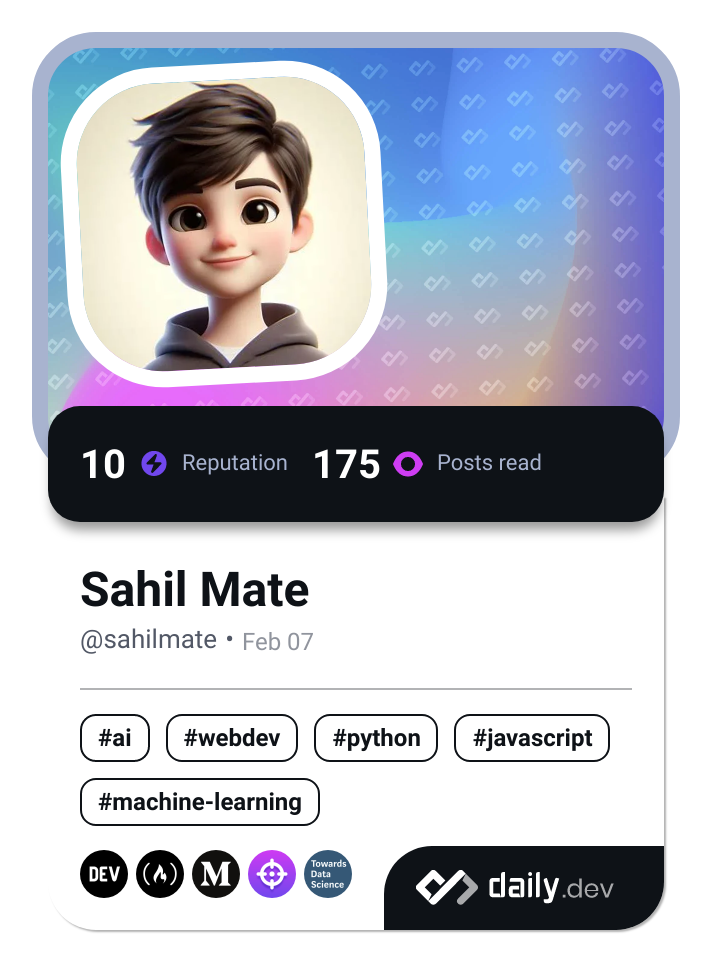 10 Reputation 175 Posts read
Sahil Mate
@sahilmate • Feb 07
#ai #webdev #python #javascript
#machine-learning
DEV M Towards Data Science
daily.dev